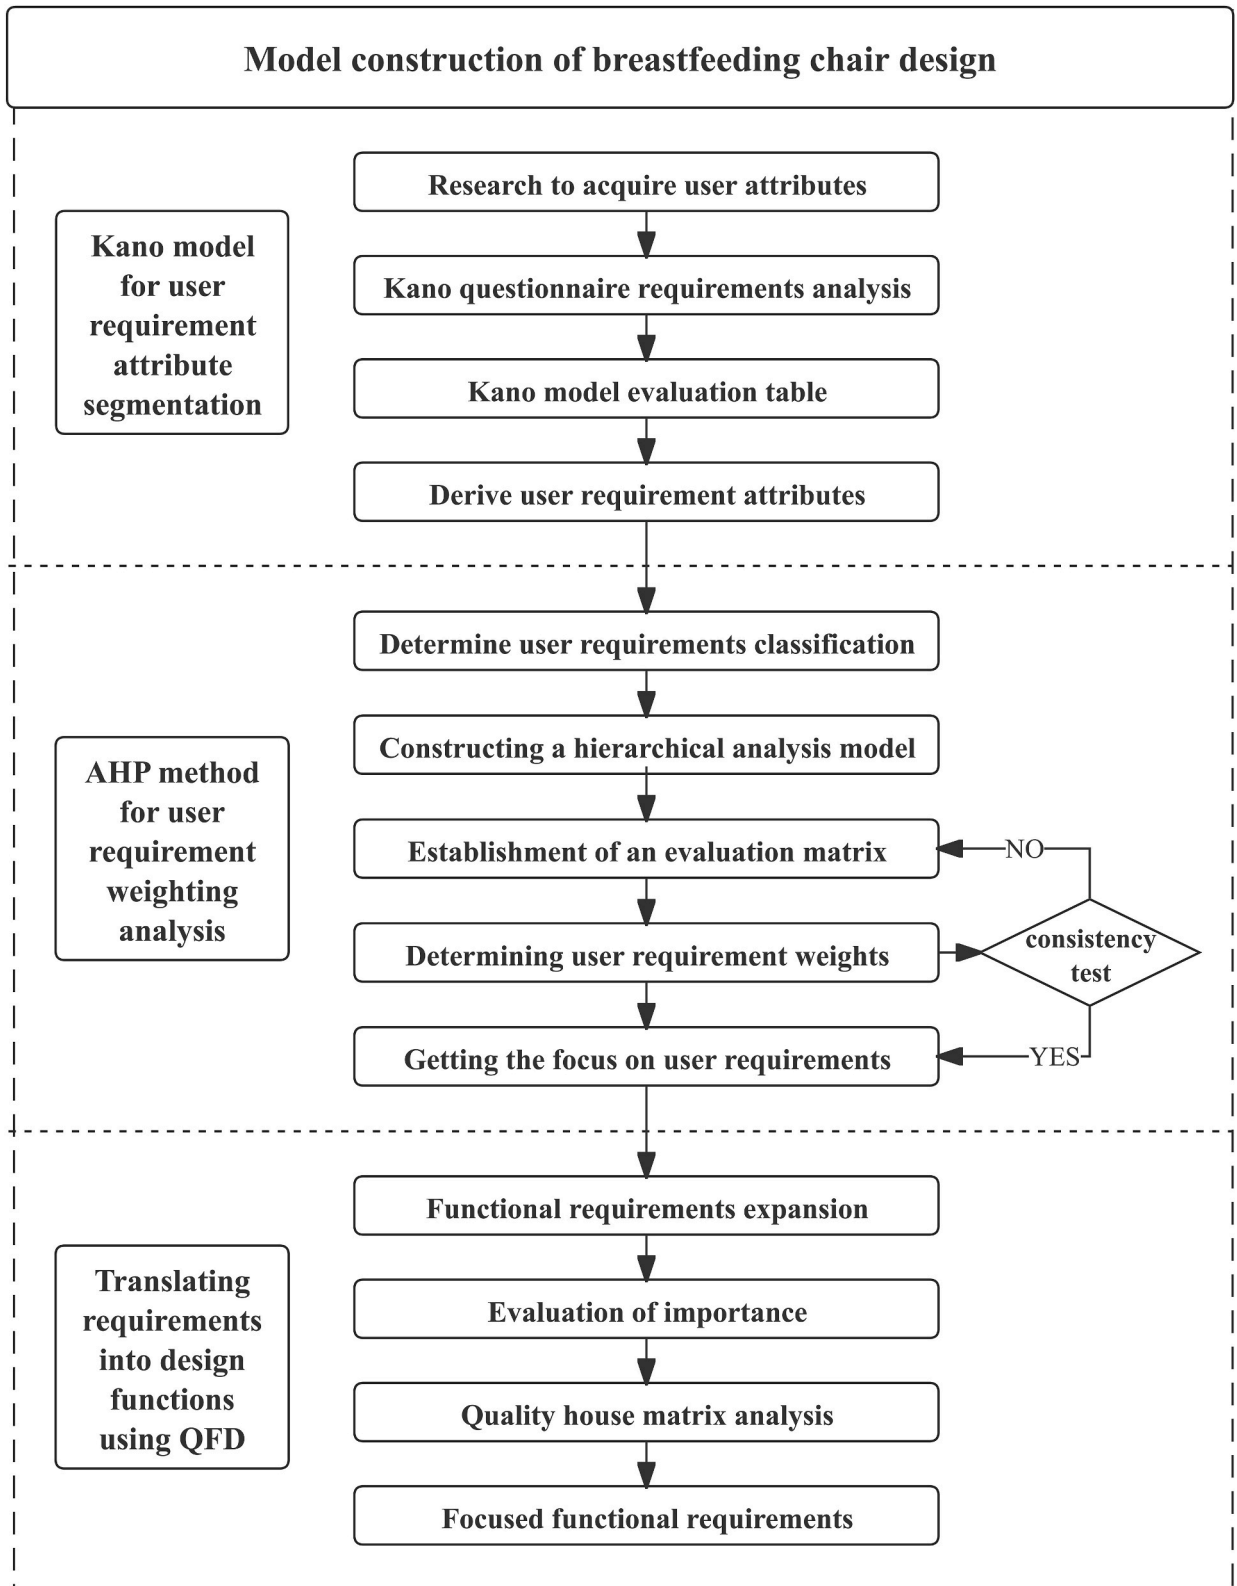 Model construction of breastfeeding chair design
Kano model
for user
requirement
attribute
segmentation
Research to acquire user attributes
Kano questionnaire requirements analysis
Kano model evaluation table
Derive user requirement attributes
AHP method
for user
requirement
weighting
analysis
Determine user requirements classification
Constructing a hierarchical analysis model
Establishment of an evaluation matrix
NO
Determining user requirement weights
consistency
test
Getting the focus on user requirements
YES
Translating
requirements
into design
functions
using QFD
Functional requirements expansion
Evaluation of importance
Quality house matrix analysis
Focused functional requirements